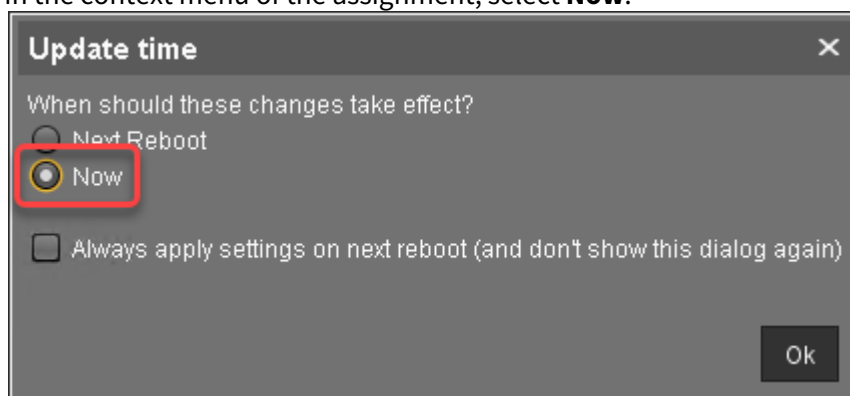 In the context menu of the assignment, select Now.
Update time
When should these changes take effect?
Next Reboot
Now
Always apply settings on next reboot (and don't show this dialog again)
Ok